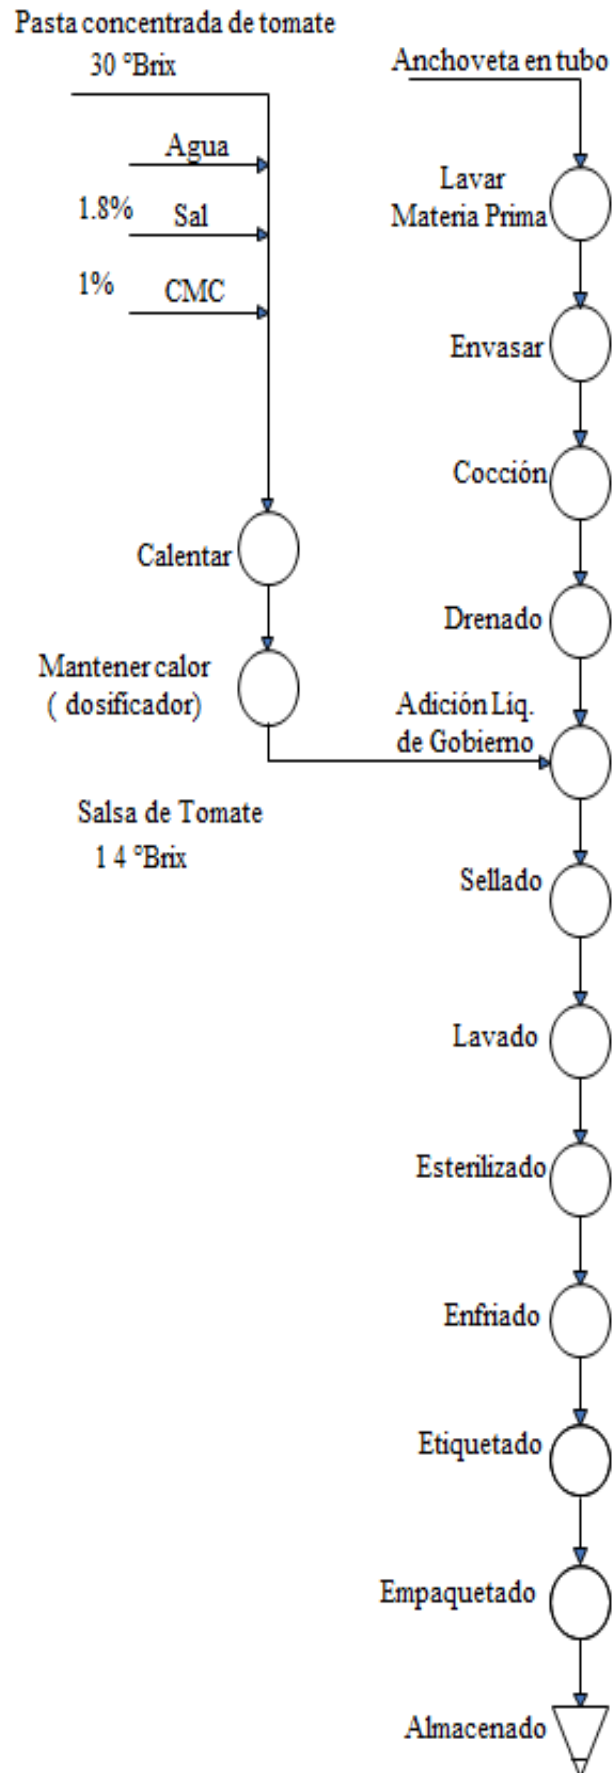 Pasta concentrada de tomate
30 °Brix
Agua
1.8% Sal
1% CMC
Calentar
Mantener calor
( dosificador)
Salsa de Tomate
1 4 °Brix
Anchoveta en tubo
Lavar
Materia Prima
Envasar
Cocción
Drenado
Adición Líq.
de Gobierno
Sellado
Lavado
Esterilizado
Enfriado
Etiquetado
Empaquetado
Almacenado